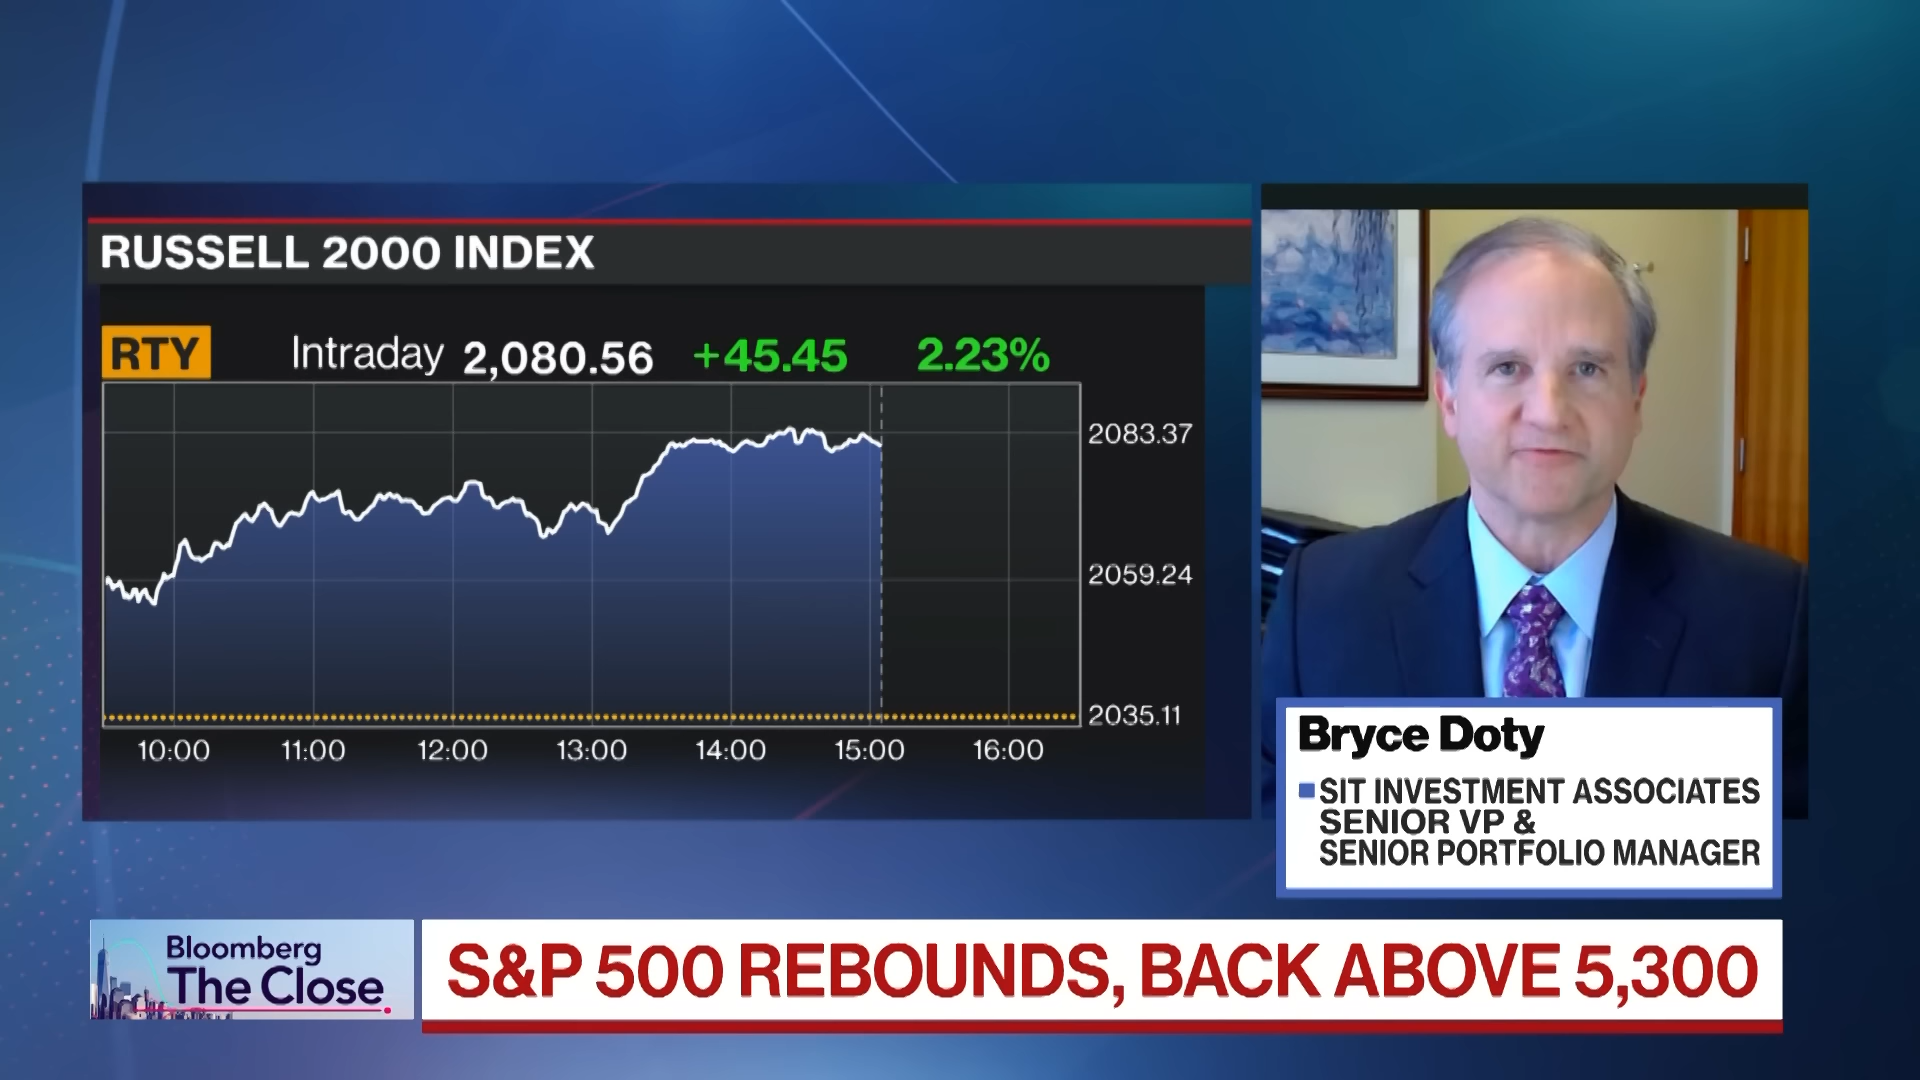 RUSSELL 2000 INDEX
RTY Intraday 2,080.56 +45.45 2.23%
2083.37
2059.24
2035.11
10:00 11:00 12:00 13:00 14:00 15:00 16:00
Bryce Doty
SIT INVESTMENT ASSOCIATES
SENIOR VP &
SENIOR PORTFOLIO MANAGER
Bloomberg
The Close
S&P 500 REBOUNDS, BACK ABOVE 5,300